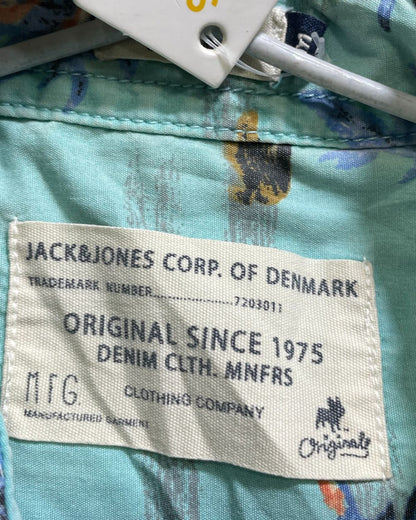 JACK&JONES CORP. OF DENMARK
TRADEMARK NUMBER........................7203011
ORIGINAL SINCE 1975
DENIM CLTH. MNFRS
MFG. CLOTHING COMPANY
MANUFACTURED GARMENT
Originals